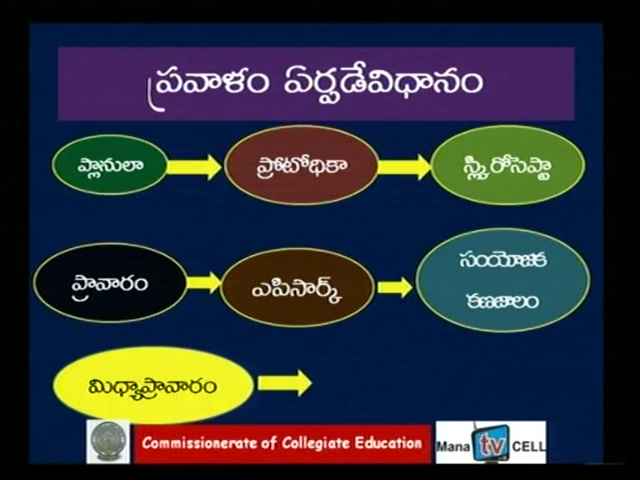 ప్రవాళం ఏర్పడేవిధానం
ప్లానులా
ప్రోటోథికా
స్క్లిరోసెప్టా
ప్రావారం
ఎపిసార్క్
సంయోజక
కణజాలం
మిధ్యాప్రావారం
Commissionerate of Collegiate Education
Mana tv CELL